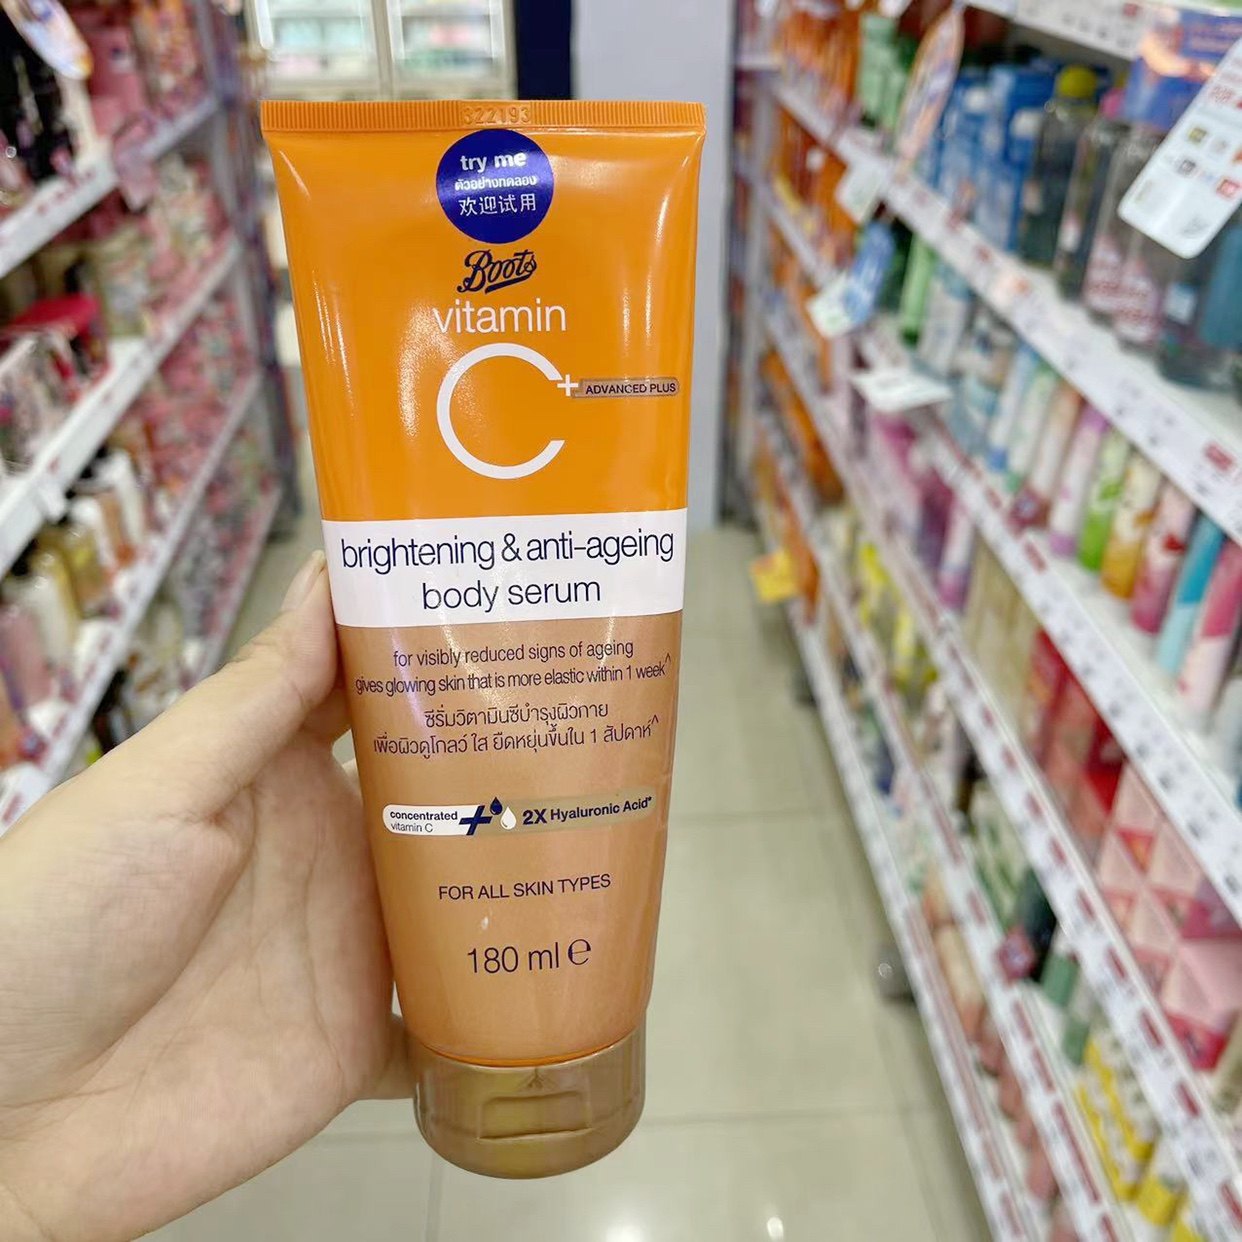 322193
try me
ตัวอย่างทดลอง
欢迎试用
Boots
vitamin
C+ ADVANCED PLUS
brightening & anti-ageing
body serum
for visibly reduced signs of ageing
gives glowing skin that is more elastic within 1 week^
ซีรั่มวิตามินซีบำรุงผิวกาย
เพื่อผิวดูโกลว์ ใส ยืดหยุ่นขึ้นใน 1 สัปดาห์^
concentrated
vitamin C
2X Hyaluronic Acid*
FOR ALL SKIN TYPES
180 ml ℮